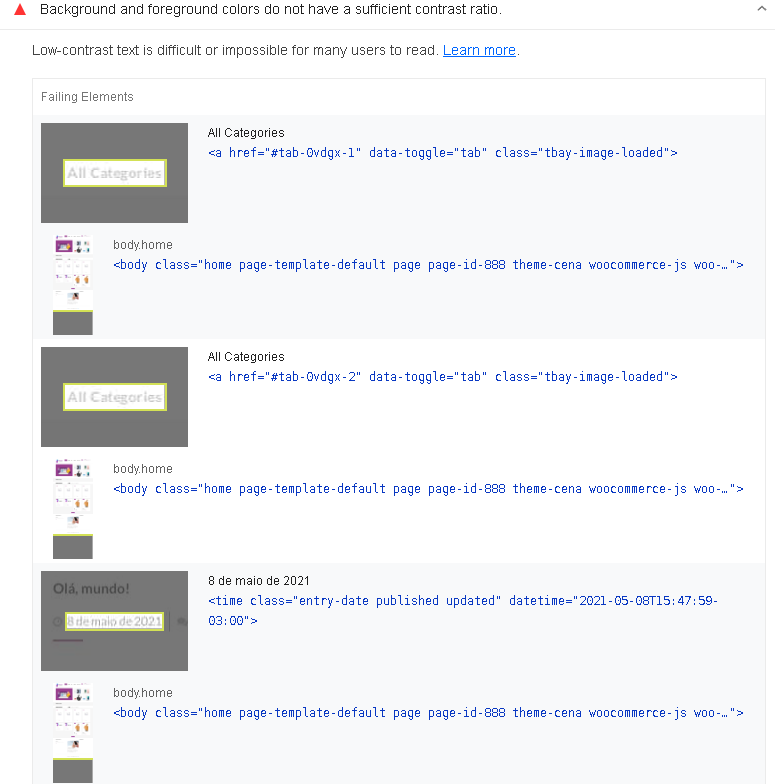 Background and foreground colors do not have a sufficient contrast ratio.
Low-contrast text is difficult or impossible for many users to read. Learn more.
Failing Elements
All Categories
All Categories
<a href="#tab-0vdgx-1" data-toggle="tab" class="tbay-image-loaded">
body.home
<body class="home page-template-default page page-id-888 theme-cena woocommerce-js woo-…">
All Categories
All Categories
<a href="#tab-0vdgx-2" data-toggle="tab" class="tbay-image-loaded">
body.home
<body class="home page-template-default page page-id-888 theme-cena woocommerce-js woo-…">
Olá, mundo!
8 de maio de 2021
8 de maio de 2021
<time class="entry-date published updated" datetime="2021-05-08T15:47:59-
03:00">
body.home
<body class="home page-template-default page page-id-888 theme-cena woocommerce-js woo-…">